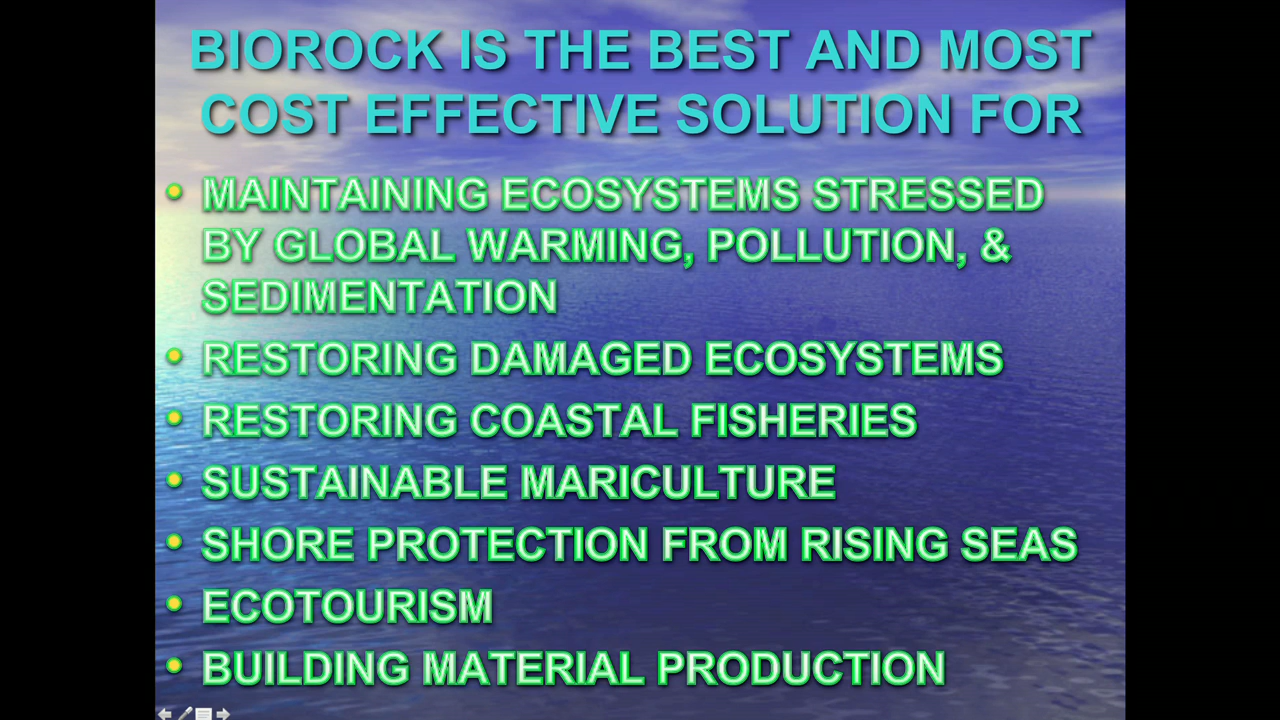 BIOROCK IS THE BEST AND MOST
COST EFFECTIVE SOLUTION FOR
• MAINTAINING ECOSYSTEMS STRESSED
BY GLOBAL WARMING, POLLUTION, &
SEDIMENTATION
• RESTORING DAMAGED ECOSYSTEMS
• RESTORING COASTAL FISHERIES
• SUSTAINABLE MARICULTURE
• SHORE PROTECTION FROM RISING SEAS
• ECOTOURISM
• BUILDING MATERIAL PRODUCTION